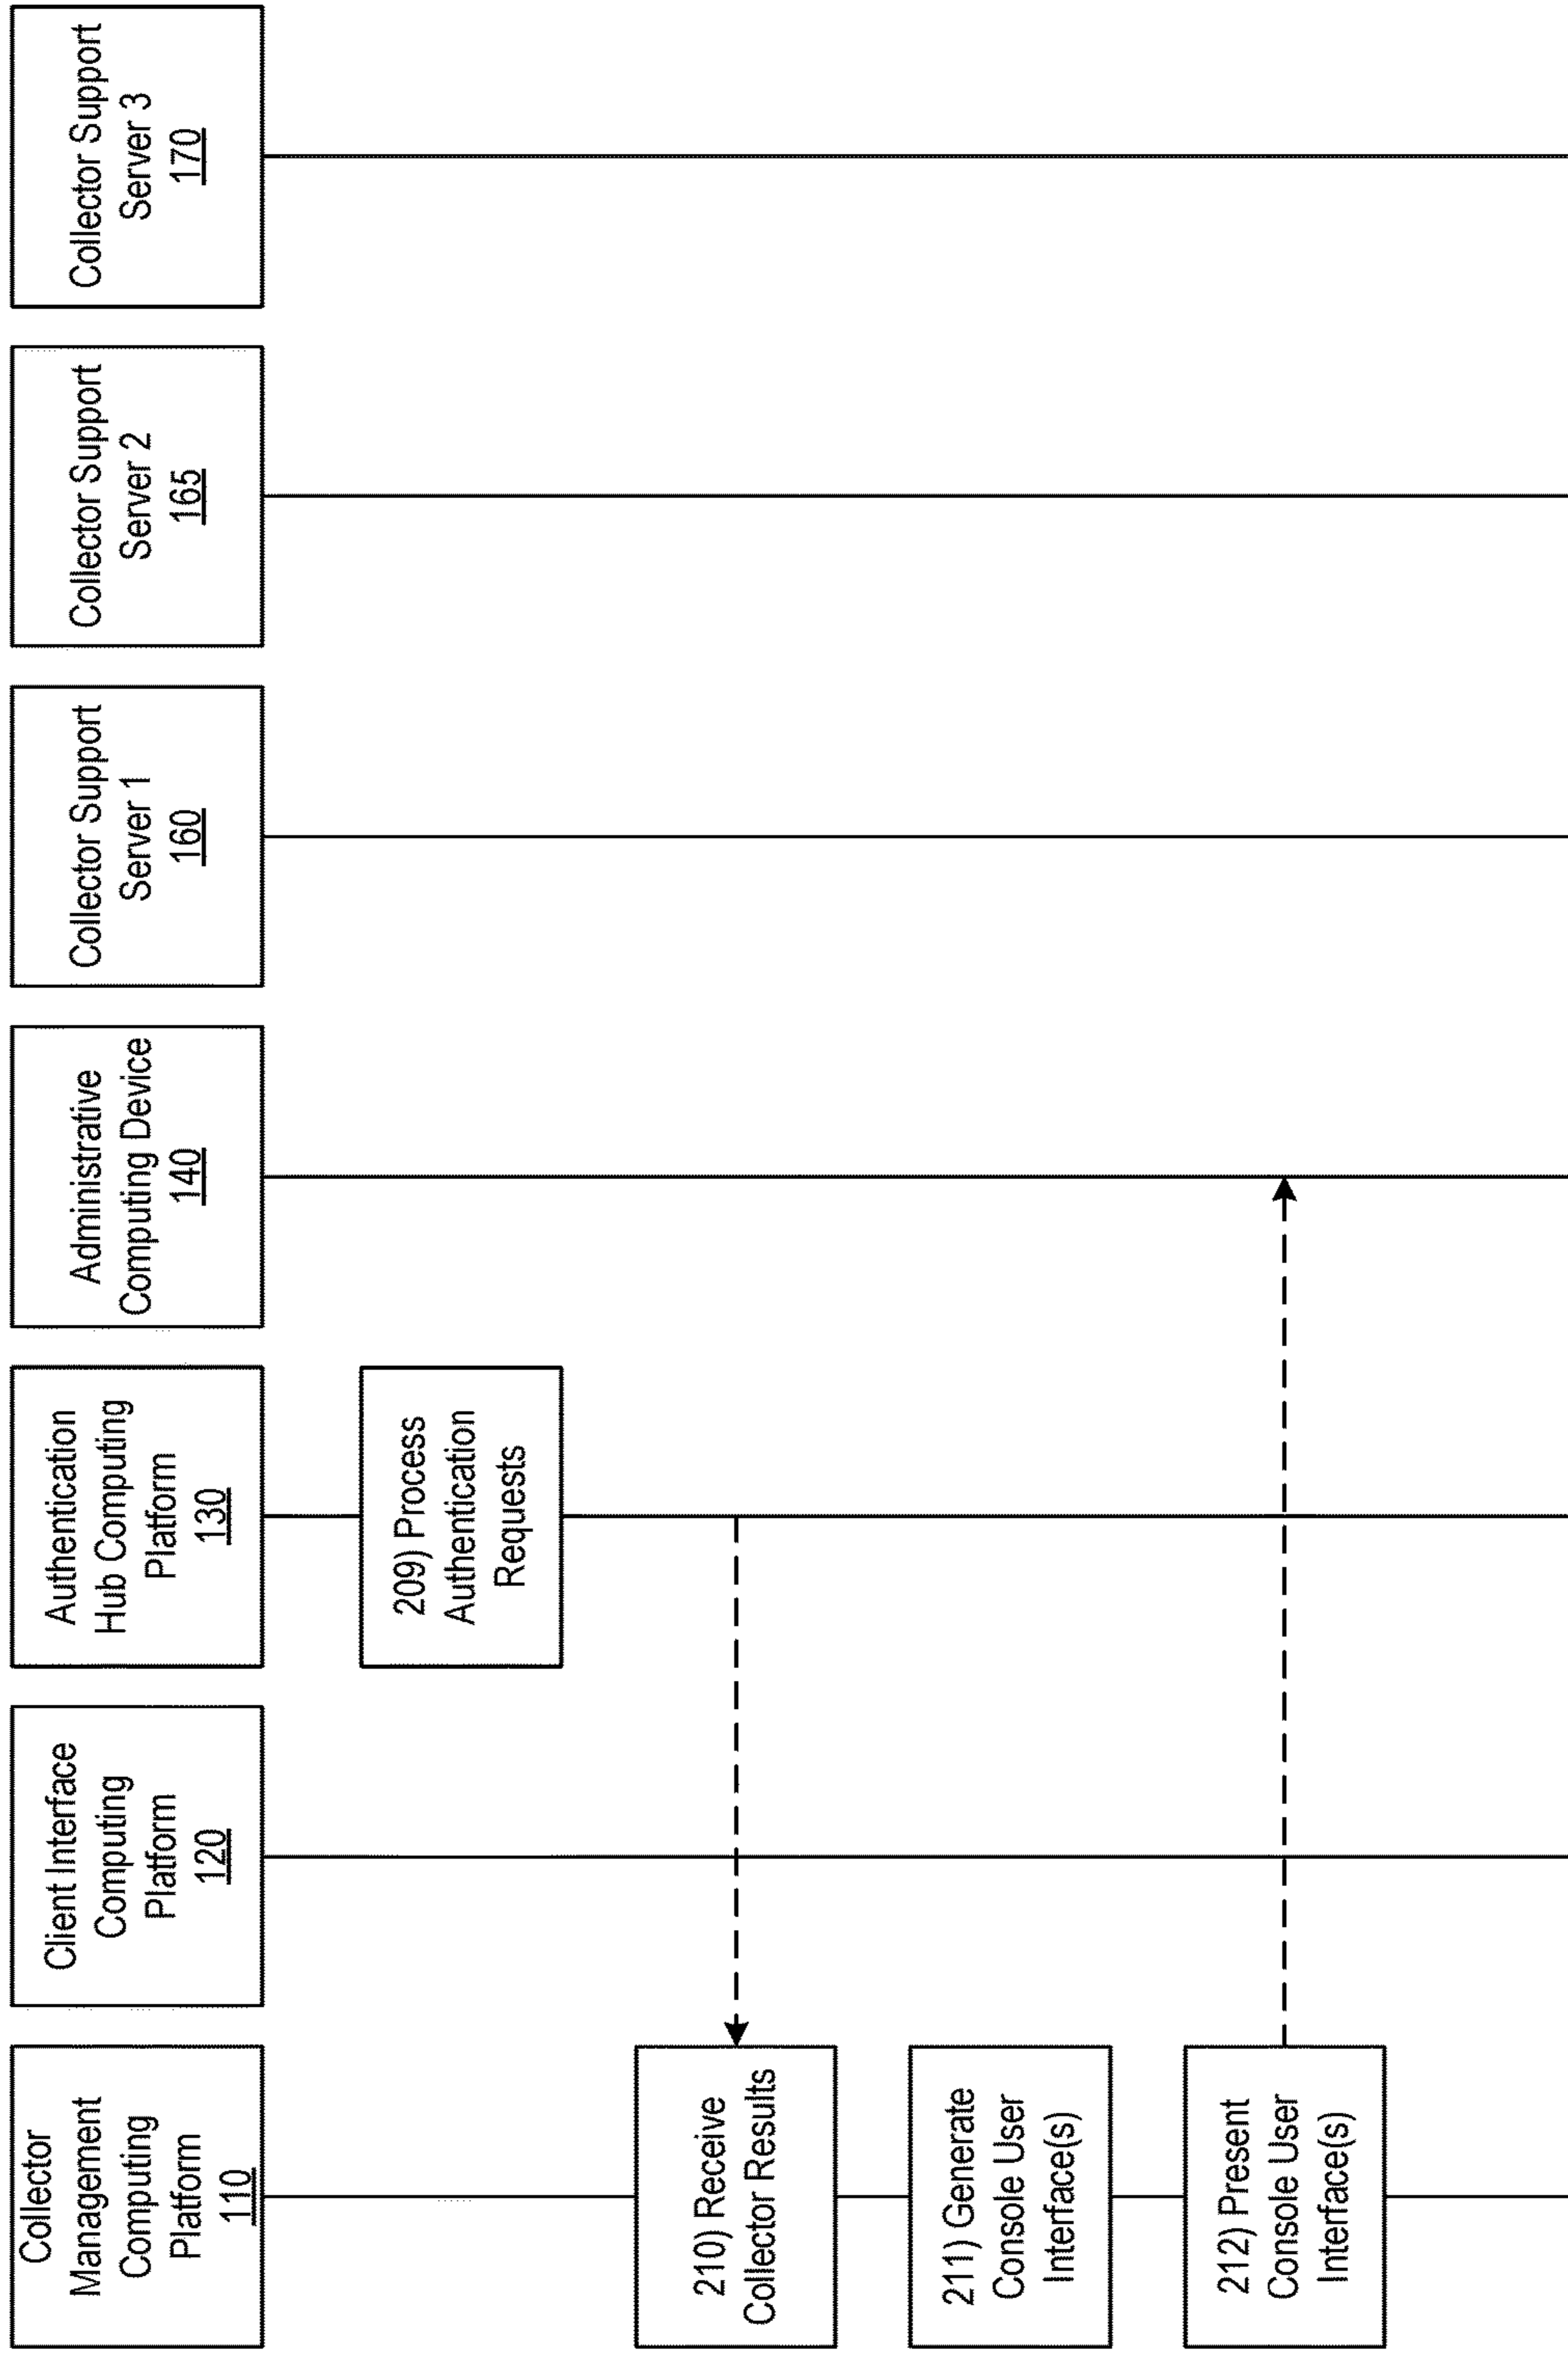 Collector
Management
Computing
Platform
110
Client Interface
Computing
Platform
120
Authentication
Hub Computing
Platform
130
Administrative
Computing Device
140
Collector Support
Server 1
160
Collector Support
Server 2
165
Collector Support
Server 3
170
209) Process
Authentication
Requests
210) Receive
Collector Results
211) Generate
Console User
Interface(s)
212) Present
Console User
Interface(s)